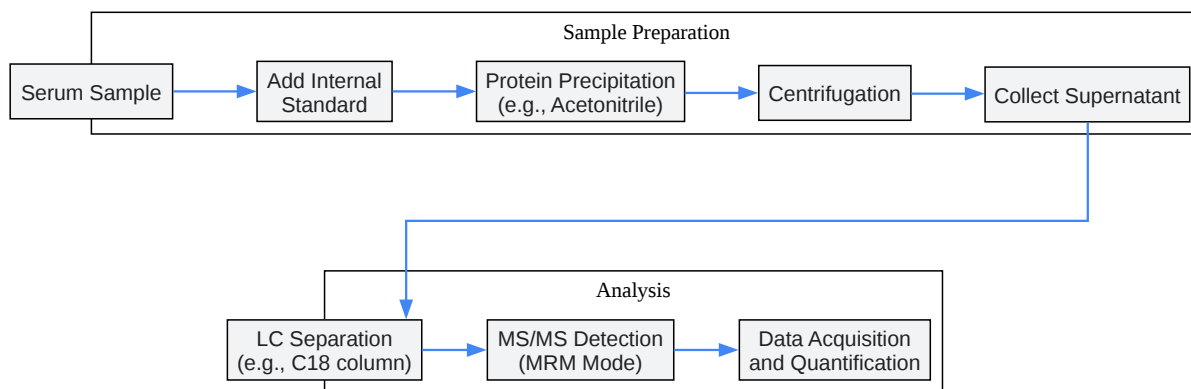 Sample Preparation
Serum Sample
Add Internal
Standard
Protein Precipitation
(e.g., Acetonitrile)
Centrifugation
Collect Supernatant
Analysis
LC Separation
(e.g., C18 column)
MS/MS Detection
(MRM Mode)
Data Acquisition
and Quantification